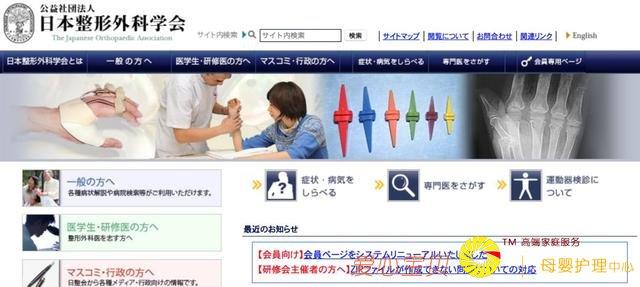 公益社団法人
日本整形外科学会
The Japanese Orthopaedic Association
サイト内検索
サイト内検索
検索
サイトマップ
閲覧について
お問合わせ
関連リンク
English
日本整形外科学会とは
一般の方へ
医学生・研修医の方へ
マスコミ・行政の方へ
症状・病気をしらべる
専門医をさがす
会員専用ページ
一般の方へ
各種病状解説や病院検索等がご利用いただけます。
医学生・研修医の方へ
整形外科医を志す方へ
マスコミ・行政の方へ
日整会から各種メディア・行政向けの情報です。
症状・病気を
しらべる
専門医をさがす
運動器検診に
ついて
最近のお知らせ
【会員向け】会員ページをシステムリニューアルいたしました
【研修会主催者の方へ】ZIPファイルが作成できない問についての対応
爱心宝贝
TM 高端家庭服务
母婴护理中心